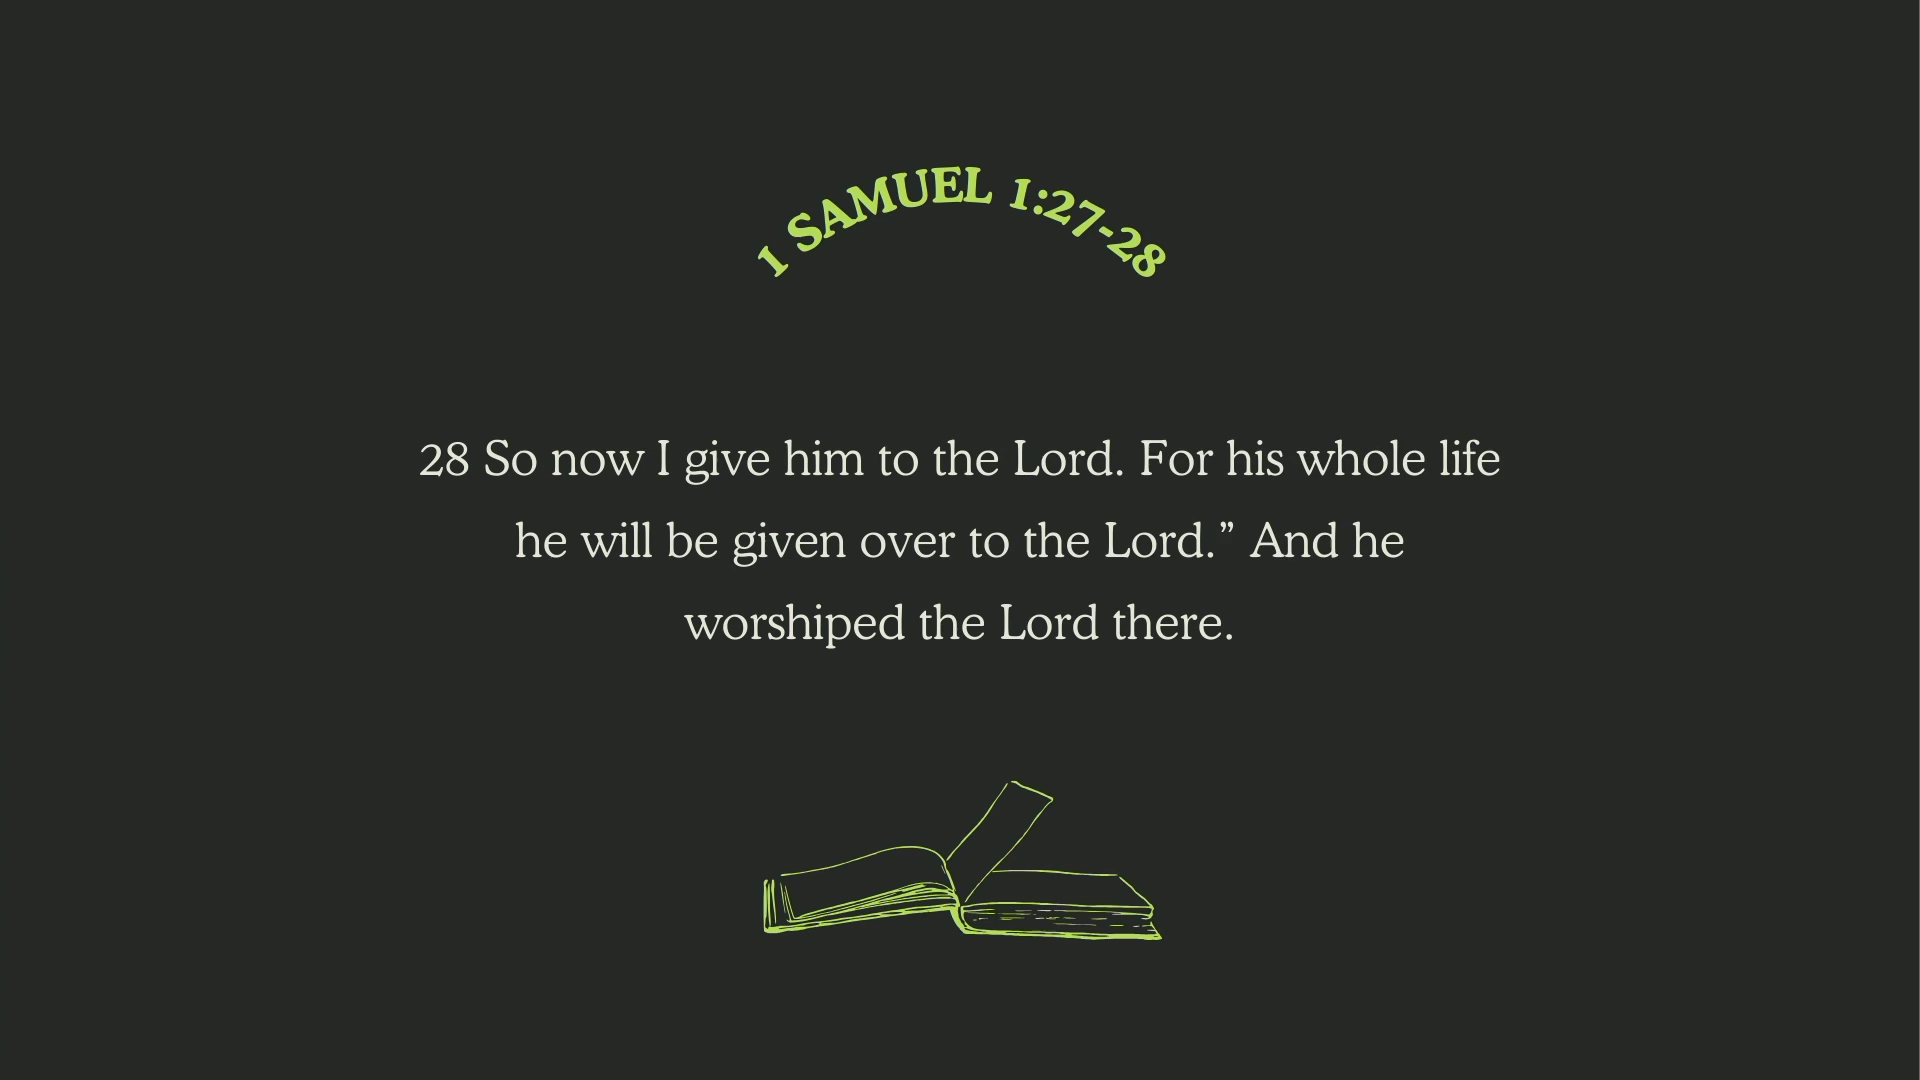 1 SAMUEL 1:27-28
28 So now I give him to the Lord. For his whole life
he will be given over to the Lord.” And he
worshiped the Lord there.